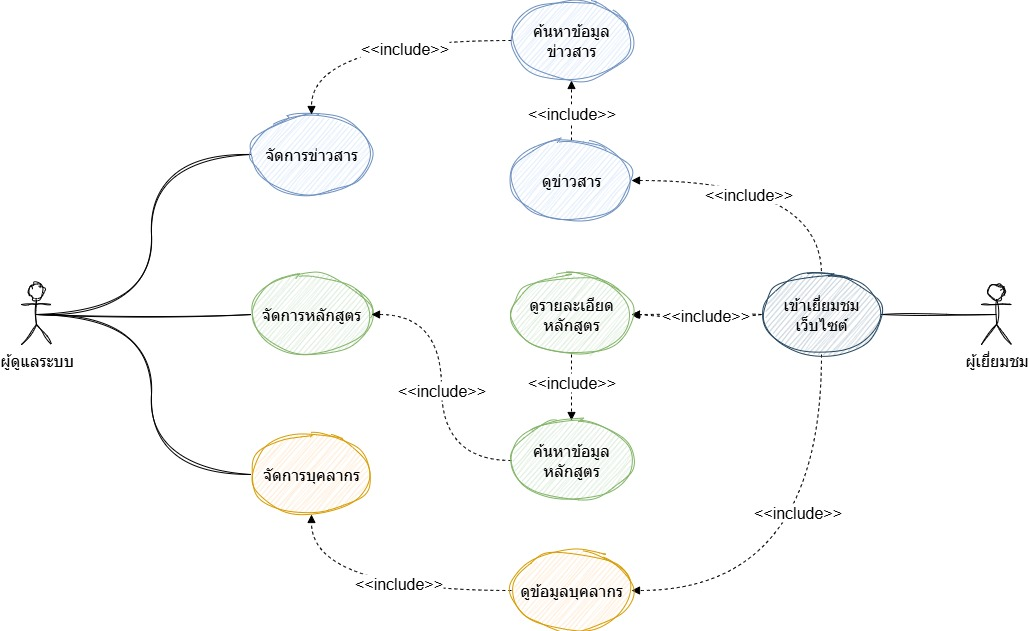 ค้นหาข้อมูล
ข่าวสาร
<<include>>
<<include>>
จัดการข่าวสาร
ดูข่าวสาร
<<include>>
จัดการหลักสูตร
ดูรายละเอียด
หลักสูตร
<<include>>
เข้าเยี่ยมชม
เว็บไซต์
ผู้ดูแลระบบ
ผู้เยี่ยมชม
<<include>>
<<include>>
ค้นหาข้อมูล
หลักสูตร
จัดการบุคลากร
<<include>>
<<include>>
ดูข้อมูลบุคลากร